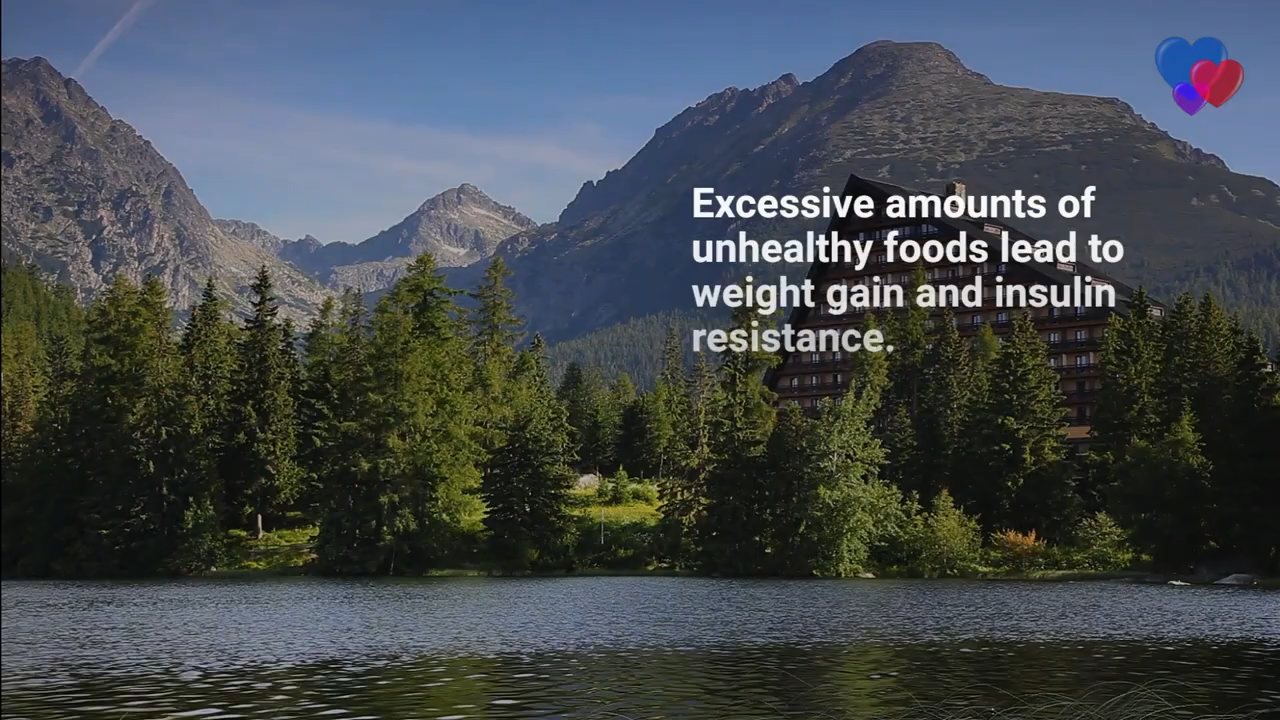 Excessive amounts of
unhealthy foods lead to
weight gain and insulin
resistance.